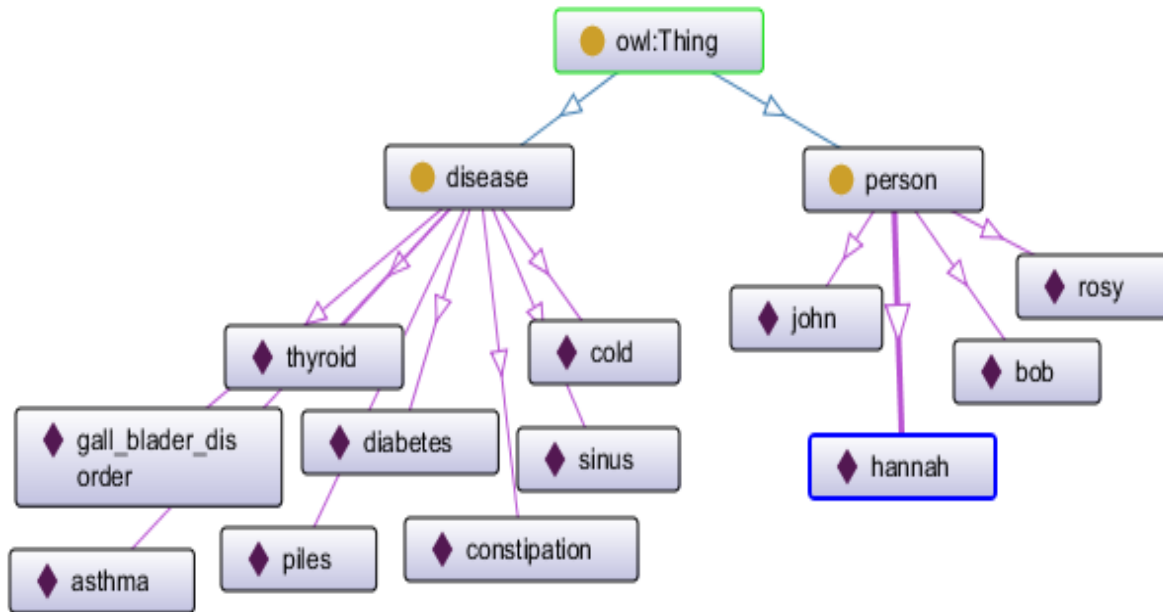 owl:Thing
disease
person
rosy
john
thyroid
cold
bob
gall_blader_dis
order
diabetes
sinus
hannah
piles
constipation
asthma